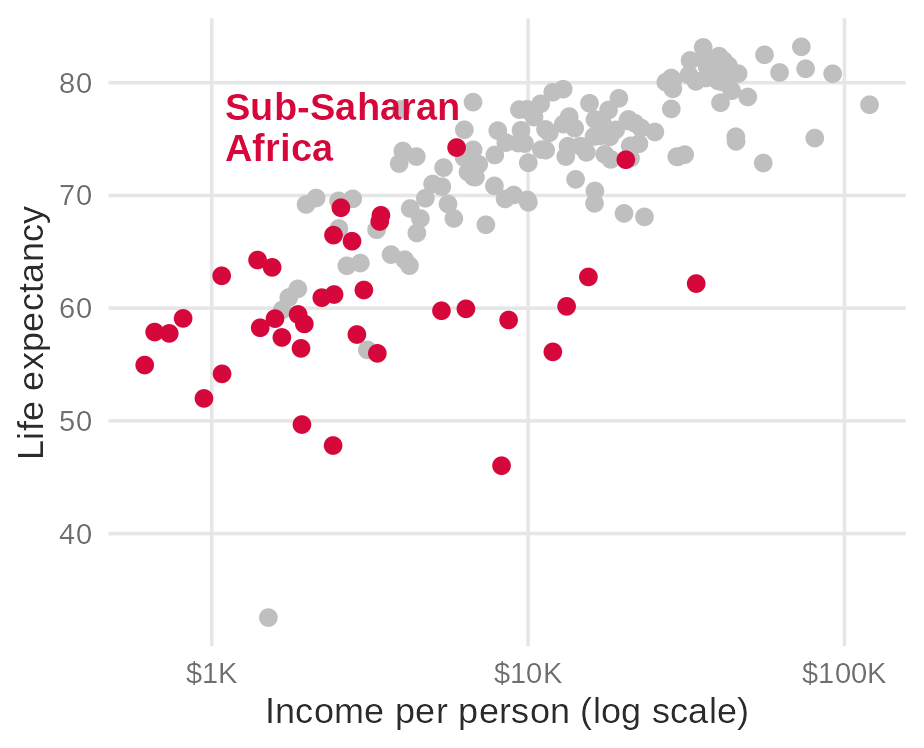 80
Sub-Saharan
Africa
70
60
50
40
Life expectancy
$1K
$10K
$100K
Income per person (log scale)